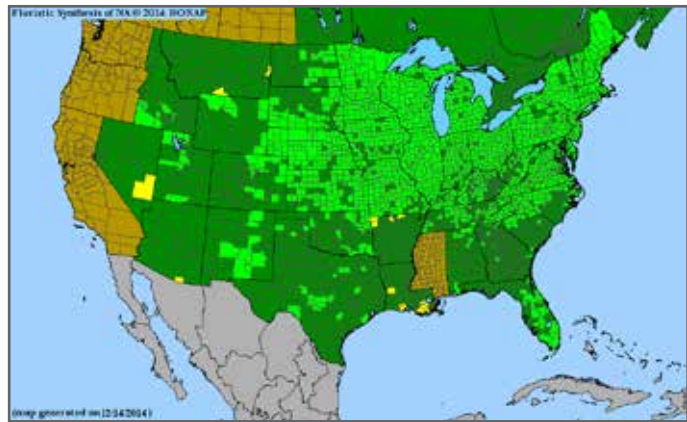 Floristic Synthesis of NA © 2014 BONAP
(map generated on 12/14/2014)